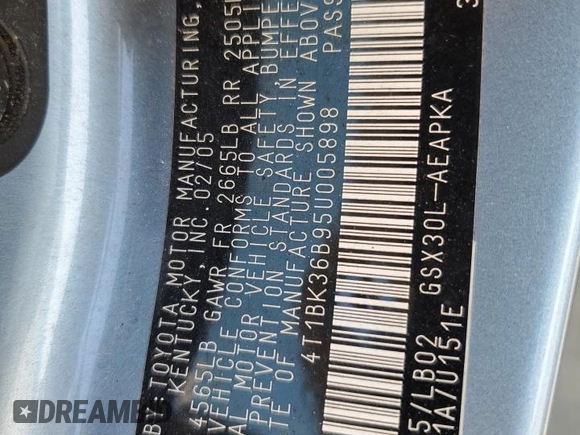 TOYOTA MOTOR MANUFACTURING,
KENTUCKY, INC. 02/05
4565LB GAWR FR 2665LB RR 2505
VEHICLE CONFORMS TO ALL APPLI
AL MOTOR VEHICLE SAFETY, BUMPE
PREVENTION STANDARDS IN EFFE
TE OF MANUFACTURE SHOWN ABOV
4T1BK36B95U005898 PASS
5/LB02 GSX30L-AEAPKA
1A/U151E
DREAMB